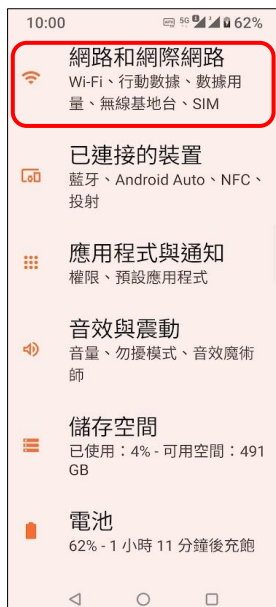 10:00
5G 62%
網路和網際網路
Wi-Fi、行動數據、數據用
量、無線基地台、SIM
已連接的裝置
藍牙、Android Auto、NFC、
投射
應用程式與通知
權限、預設應用程式
音效與震動
音量、勿擾模式、音效魔術
師
儲存空間
已使用：4% - 可用空間：491
GB
電池
62% - 1 小時 11 分鐘後充飽